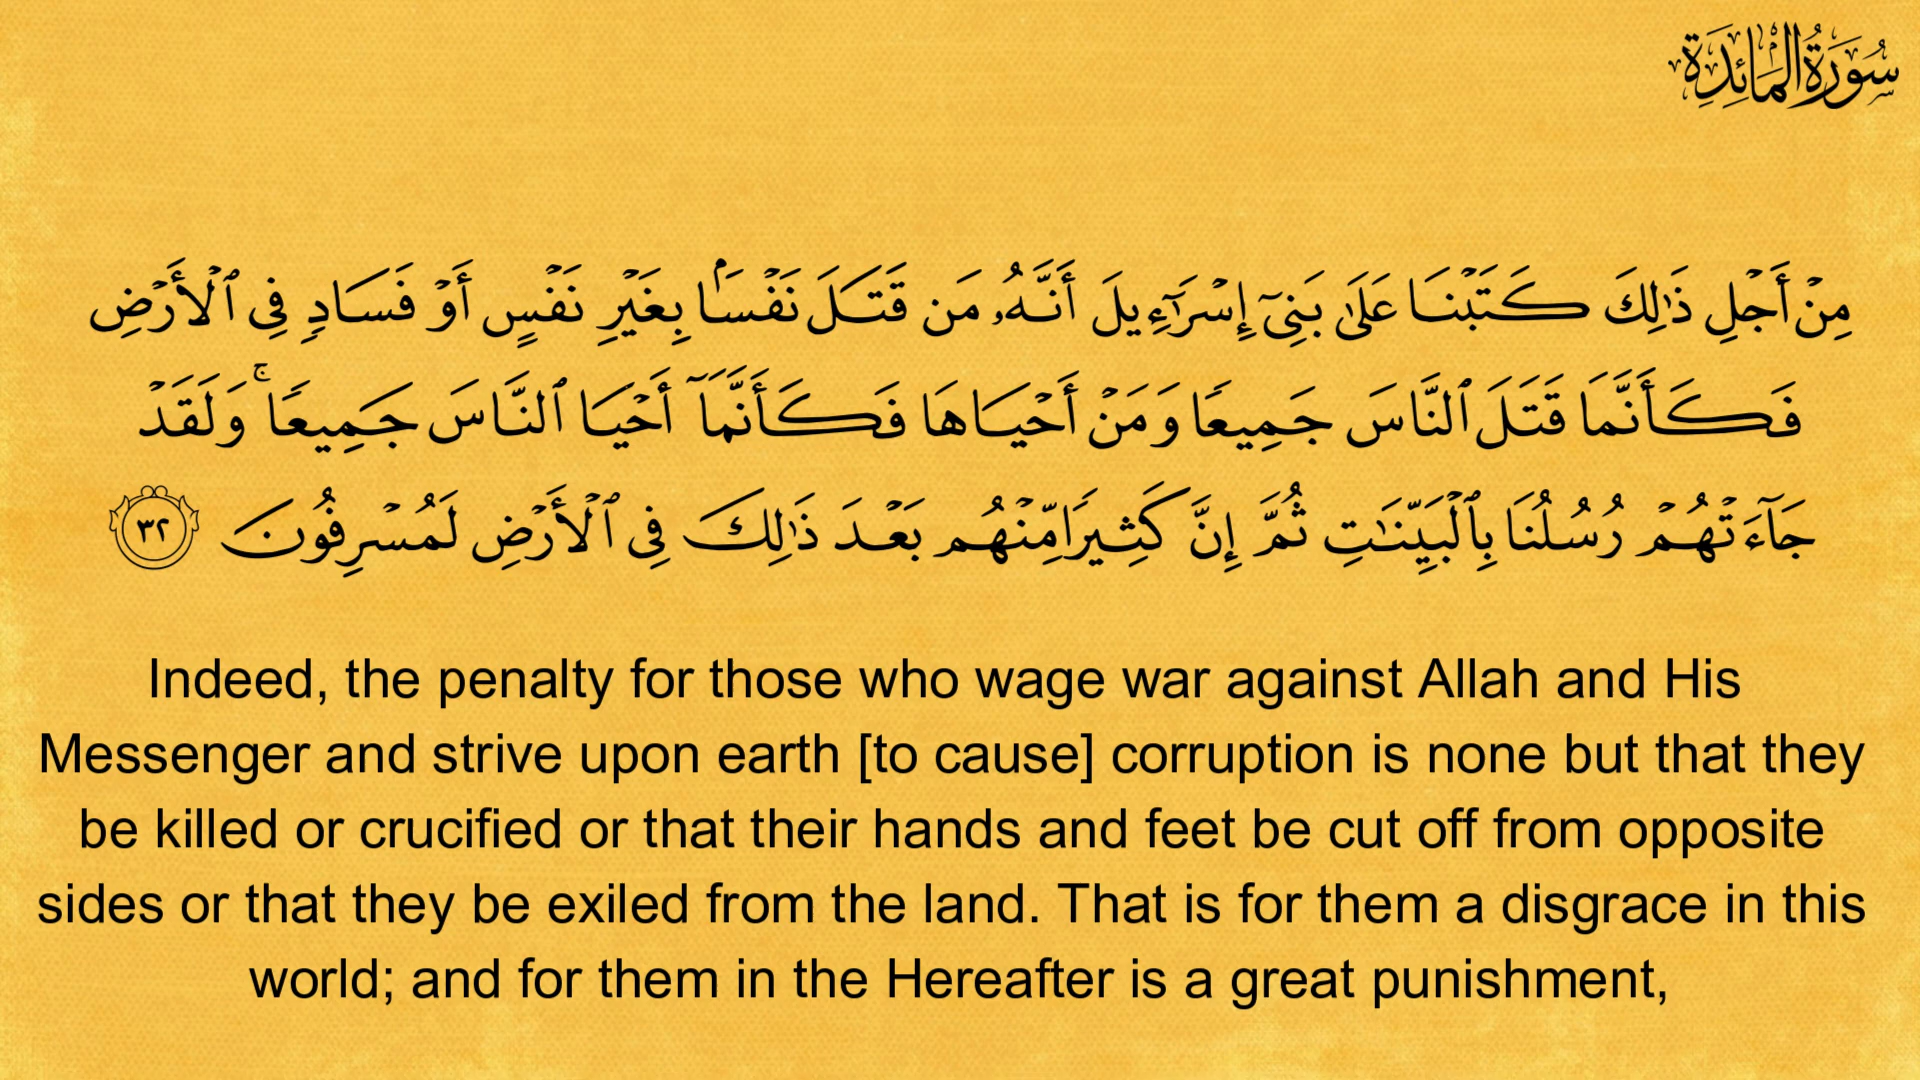 سُورَةُ الْمَائِدَةِ
مِنْ أَجْلِ ذَٰلِكَ كَتَبْنَا عَلَىٰ بَنِىٓ إِسْرَٰٓءِيلَ أَنَّهُۥ مَن قَتَلَ نَفْسَۢا بِغَيْرِ نَفْسٍ أَوْ فَسَادٍ فِى ٱلْأَرْضِ
فَكَأَنَّمَا قَتَلَ ٱلنَّاسَ جَمِيعًا وَمَنْ أَحْيَاهَا فَكَأَنَّمَآ أَحْيَا ٱلنَّاسَ جَمِيعًا ۚ وَلَقَدْ
جَآءَتْهُمْ رُسُلُنَا بِٱلْبَيِّنَٰتِ ثُمَّ إِنَّ كَثِيرًا مِّنْهُم بَعْدَ ذَٰلِكَ فِى ٱلْأَرْضِ لَمُسْرِفُونَ ٣٢
Indeed, the penalty for those who wage war against Allah and His
Messenger and strive upon earth [to cause] corruption is none but that they
be killed or crucified or that their hands and feet be cut off from opposite
sides or that they be exiled from the land. That is for them a disgrace in this
world; and for them in the Hereafter is a great punishment,